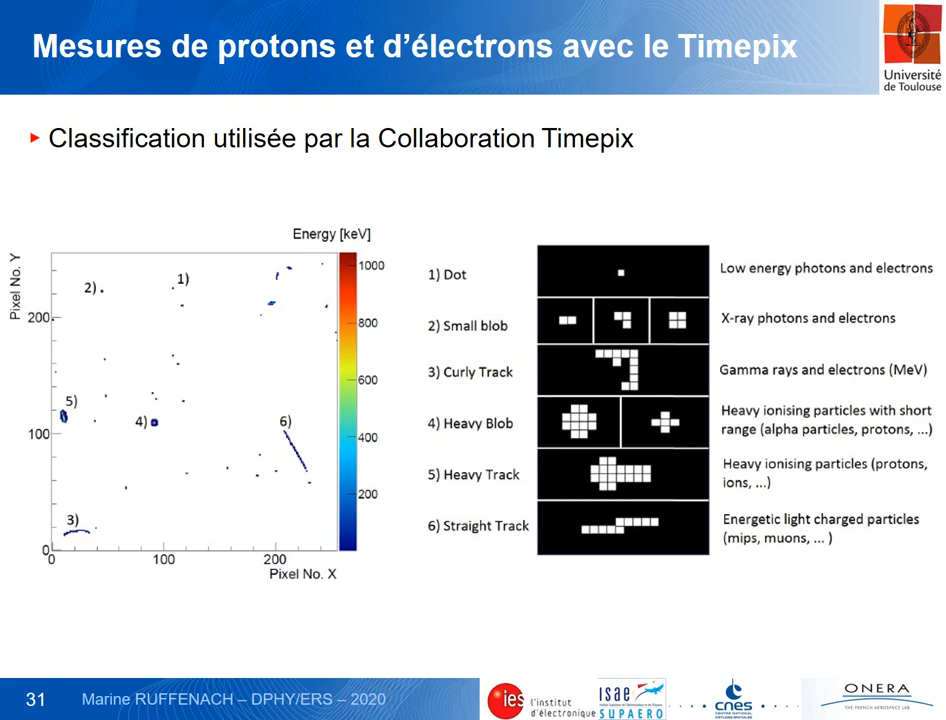 Mesures de protons et d’électrons avec le Timepix
Université
de Toulouse
Classification utilisée par la Collaboration Timepix
Energy [keV]
Pixel No. Y
1000
800
600
400
200
200
100
0
0
100
200
Pixel No. X
1)
2)
5)
4)
6)
3)
1) Dot
Low energy photons and electrons
2) Small blob
X-ray photons and electrons
3) Curly Track
Gamma rays and electrons (MeV)
4) Heavy Blob
Heavy ionising particles with short
range (alpha particles, protons, ...)
5) Heavy Track
Heavy ionising particles (protons,
ions, ...)
6) Straight Track
Energetic light charged particles
(mips, muons, ... )
31
Marine RUFFENACH – DPHY/ERS – 2020
ies
l'institut
d'électronique
isae
SUPAERO
cnes
CENTRE NATIONAL
D'ÉTUDES SPATIALES
ONERA
THE FRENCH AEROSPACE LAB